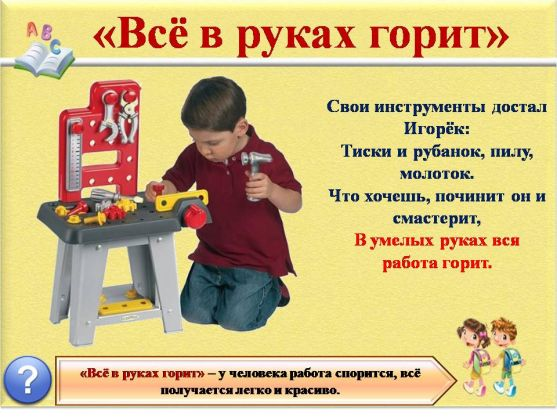 ABC
«Всё в руках горит»
Свои инструменты достал
Игорёк:
Тиски и рубанок, пилу,
молоток.
Что хочешь, починит он и
смастерит,
В умелых руках вся
работа горит.
?
«Всё в руках горит» – у человека работа спорится, всё
получается легко и красиво.